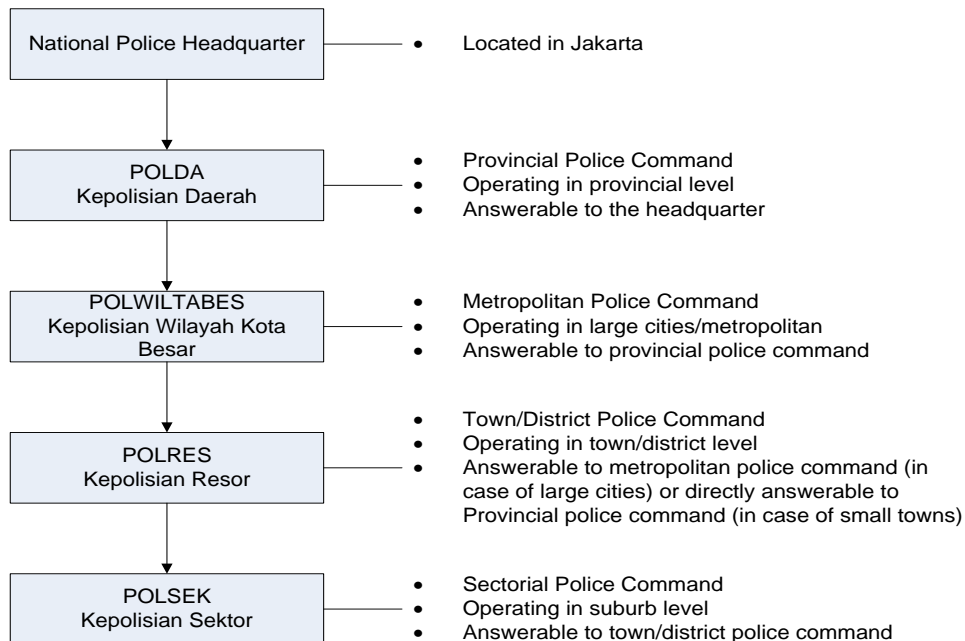 National Police Headquarter
• Located in Jakarta
POLDA
Kepolisian Daerah
• Provincial Police Command
• Operating in provincial level
• Answerable to the headquarter
POLWILTABES
Kepolisian Wilayah Kota
Besar
• Metropolitan Police Command
• Operating in large cities/metropolitan
• Answerable to provincial police command
POLRES
Kepolisian Resor
• Town/District Police Command
• Operating in town/district level
• Answerable to metropolitan police command (in
case of large cities) or directly answerable to
Provincial police command (in case of small towns)
POLSEK
Kepolisian Sektor
• Sectorial Police Command
• Operating in suburb level
• Answerable to town/district police command